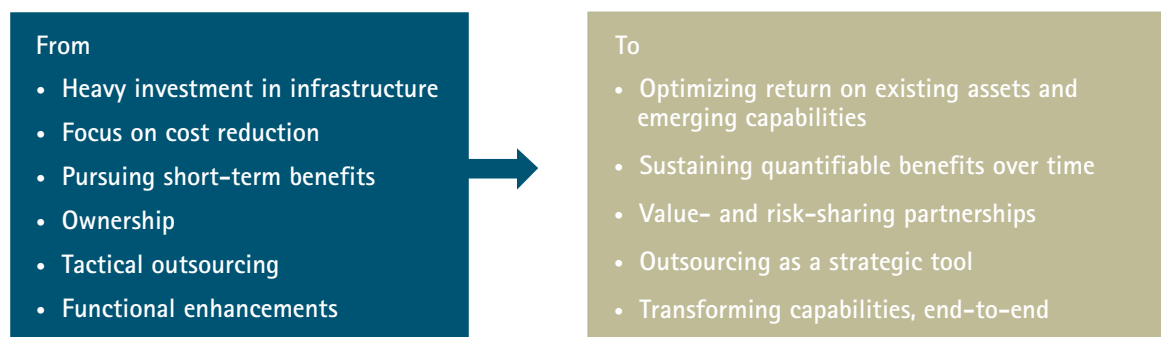 From
• Heavy investment in infrastructure
• Focus on cost reduction
• Pursuing short-term benefits
• Ownership
• Tactical outsourcing
• Functional enhancements
To
• Optimizing return on existing assets and
emerging capabilities
• Sustaining quantifiable benefits over time
• Value- and risk-sharing partnerships
• Outsourcing as a strategic tool
• Transforming capabilities, end-to-end